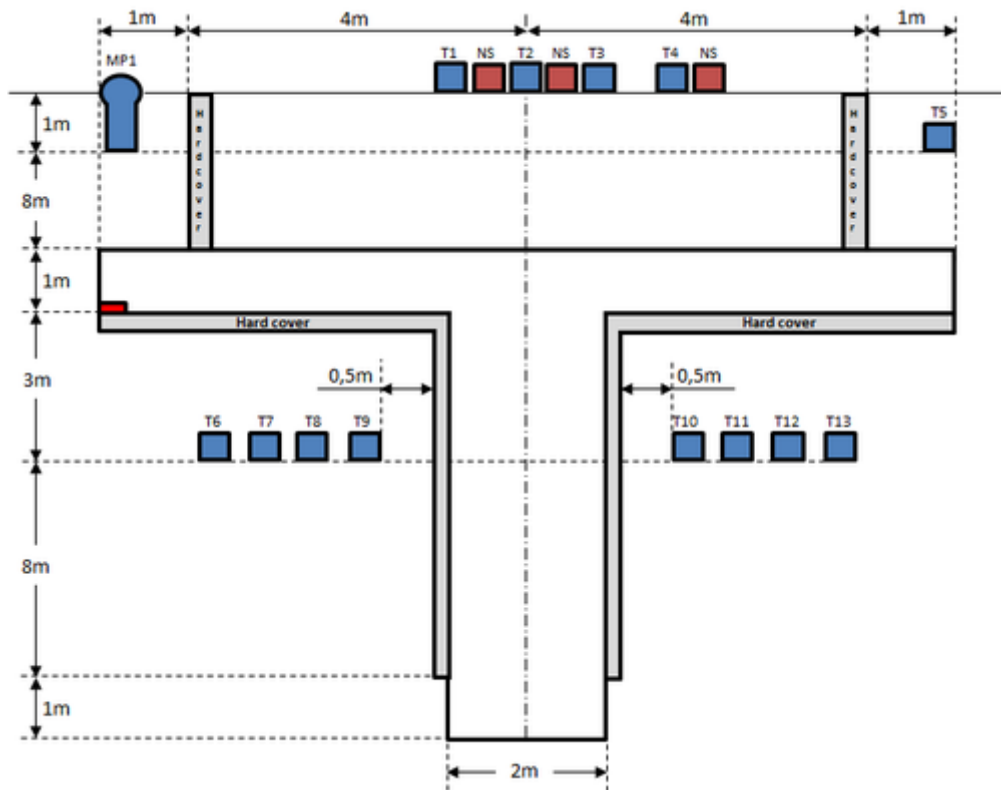 1m 4m 4m 1m
MP1 T1 NS T2 NS T3 T4 NS
1m
Hardcover
Hardcover
T5
8m
1m
Hard cover Hard cover
3m
0,5m 0,5m
T6 T7 T8 T9 T10 T11 T12 T13
8m
1m
2m